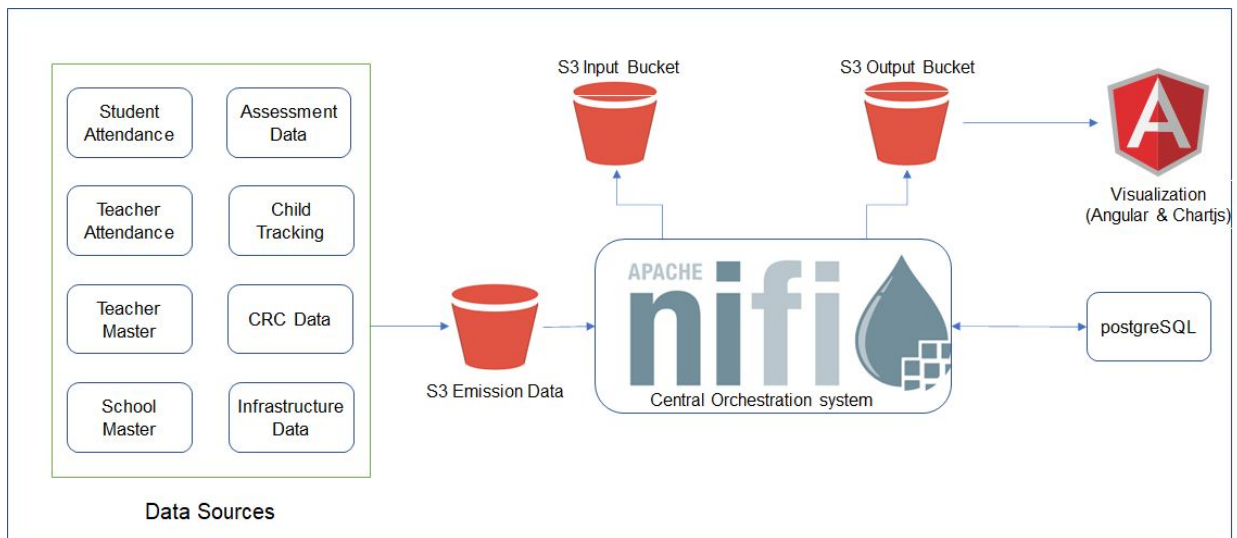 S3 Input Bucket
S3 Output Bucket
Student
Attendance
Assessment
Data
Teacher
Attendance
Child
Tracking
Teacher
Master
CRC Data
School
Master
Infrastructure
Data
Data Sources
S3 Emission Data
APACHE
nifi
Central Orchestration system
A
Visualization
(Angular & Chartjs)
postgreSQL